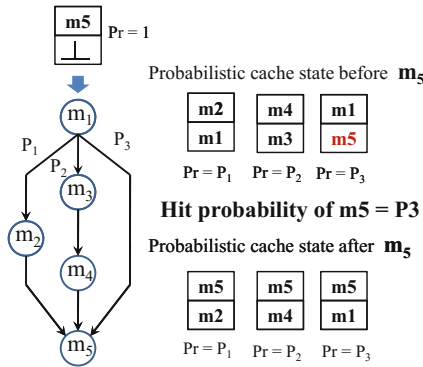 m5
⊥
Pr = 1
Probabilistic cache state before m5
m1
P1
P2
P3
m2 m4 m1
m1 m3 m5
m3
Pr = P1 Pr = P2 Pr = P3
Hit probability of m5 = P3
m2
Probabilistic cache state after m5
m4
m5 m5 m5
m2 m4 m1
m5
Pr = P1 Pr = P2 Pr = P3